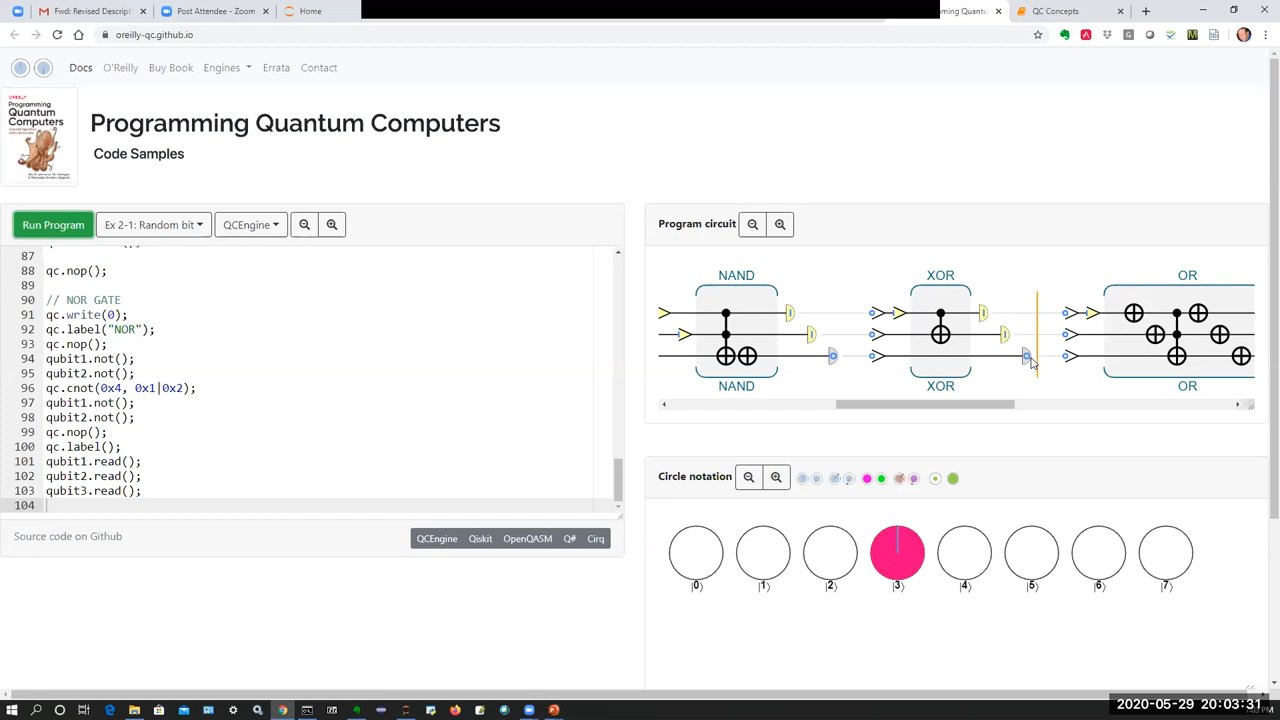 Fwd: Revised Descript
Post Attendee - Zoom
Home
ming Quantu
QC Concepts
oreilly-qc.github.io
Docs
O'Reilly
Buy Book
Engines
Errata
Contact
O'REILLY
Programming
Quantum
Computers
Programming Quantum Computers
Code Samples
Run Program
Ex 2-1: Random bit
QCEngine
Program circuit
87
88 qc.nop();
89
90 // NOR GATE
91 qc.write(0);
92 qc.label("NOR");
93 qc.nop();
94 qubit1.not();
95 qubit2.not();
96 qc.cnot(0x4, 0x1|0x2);
97 qubit1.not();
98 qubit2.not();
99 qc.nop();
100 qc.label();
101 qubit1.read();
102 qubit2.read();
103 qubit3.read();
104
Source code on Github
QCEngine
Qiskit
OpenQASM
Q#
Cirq
NAND
XOR
OR
NAND
XOR
OR
Circle notation
|0⟩
|1⟩
|2⟩
|3⟩
|4⟩
|5⟩
|6⟩
|7⟩
2020-05-29 20:03:31